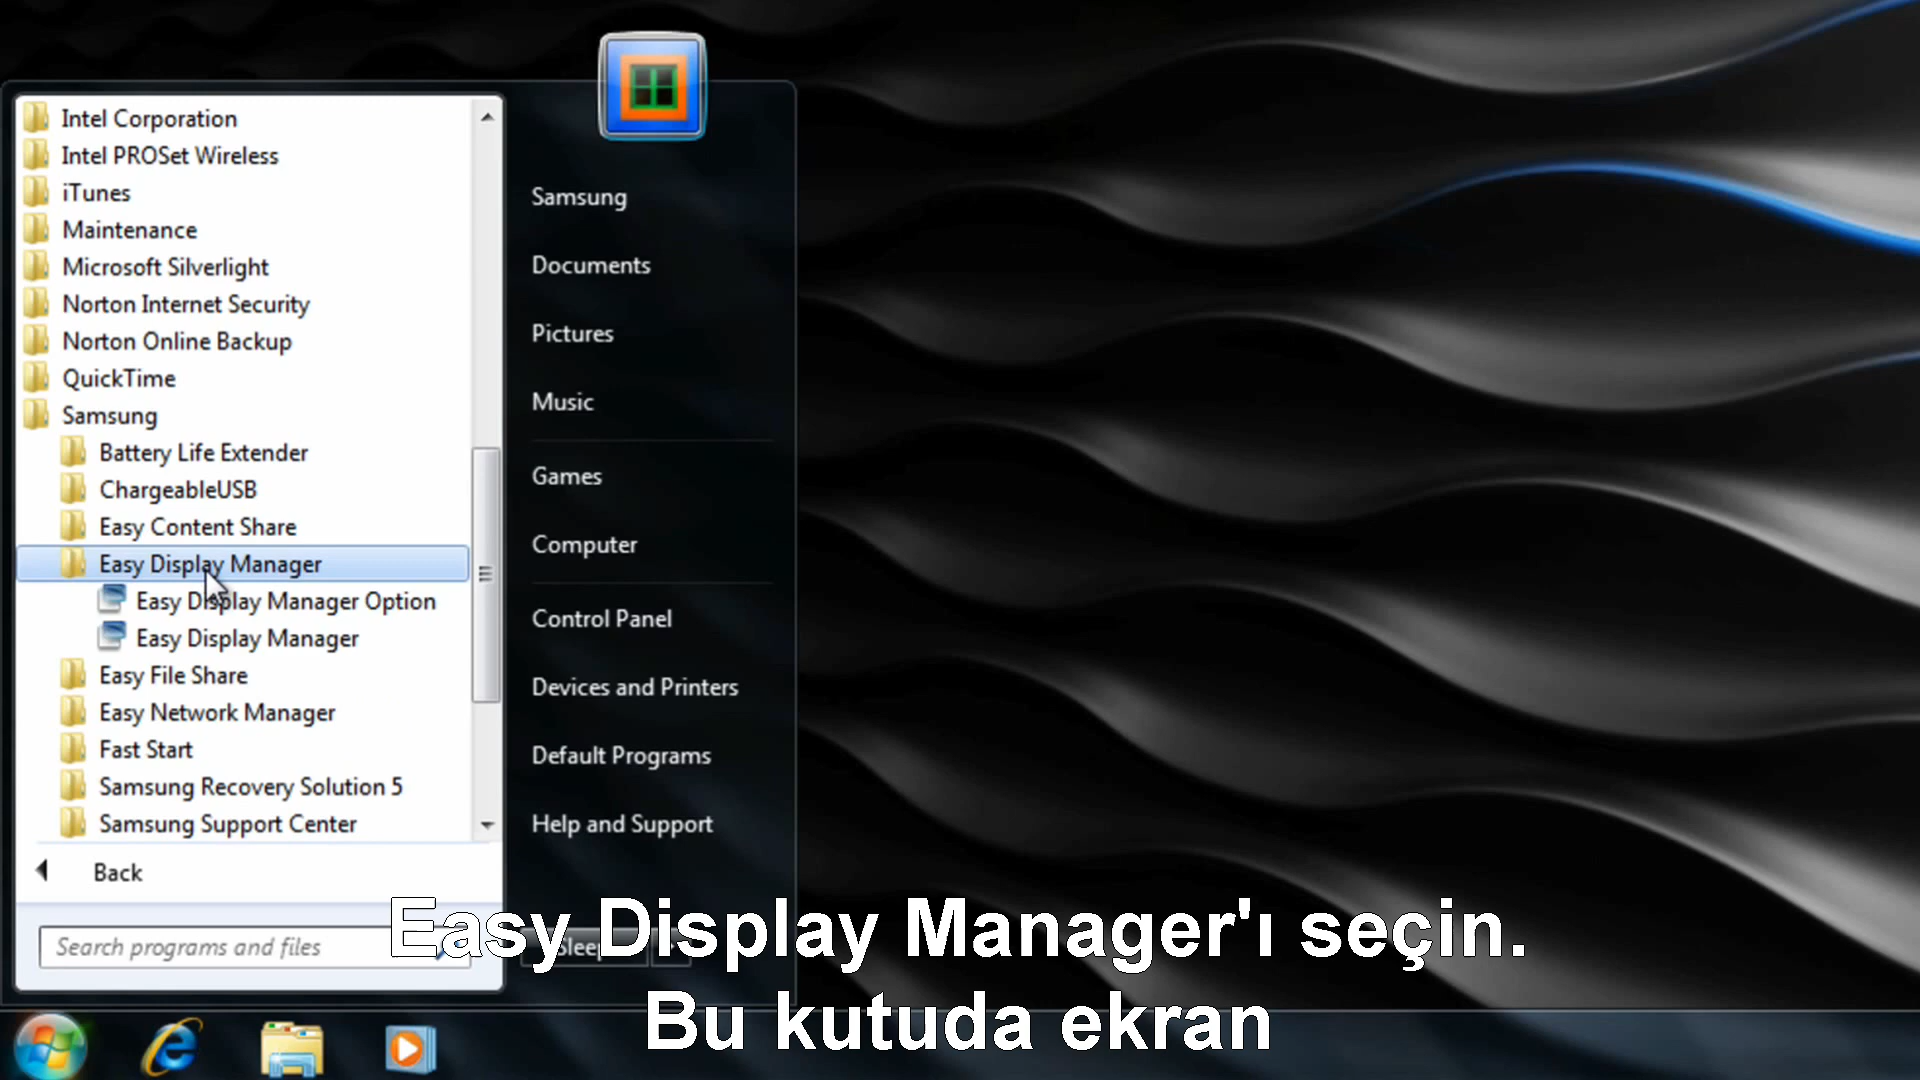 Intel Corporation
Intel PROSet Wireless
iTunes
Maintenance
Microsoft Silverlight
Norton Internet Security
Norton Online Backup
QuickTime
Samsung
Battery Life Extender
ChargeableUSB
Easy Content Share
Easy Display Manager
Easy Display Manager Option
Easy Display Manager
Easy File Share
Easy Network Manager
Fast Start
Samsung Recovery Solution 5
Samsung Support Center
Back
Search programs and files
Samsung
Documents
Pictures
Music
Games
Computer
Control Panel
Devices and Printers
Default Programs
Help and Support
Sleep
Easy Display Manager'ı seçin.
Bu kutuda ekran